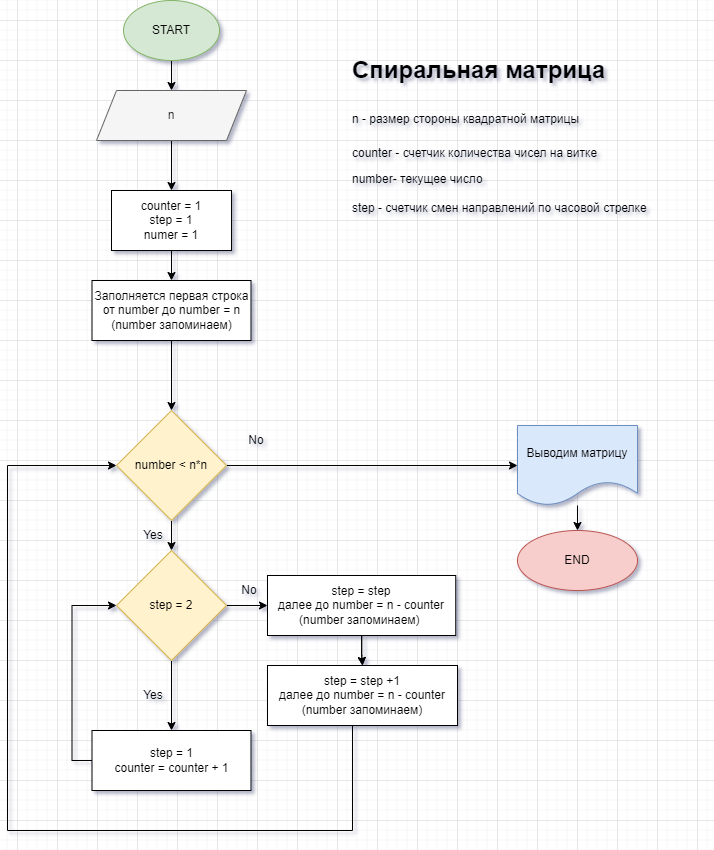 START
Спиральная матрица
n
n - размер стороны квадратной матрицы
counter - счетчик количества чисел на витке
number- текущее число
step - счетчик смен направлений по часовой стрелке
counter = 1
step = 1
numer = 1
Заполняется первая строка
от number до number = n
(number запоминаем)
No
number < n*n
Выводим матрицу
Yes
END
step = 2
No
step = step
далее до number = n - counter
(number запоминаем)
Yes
step = step +1
далее до number = n - counter
(number запоминаем)
step = 1
counter = counter + 1